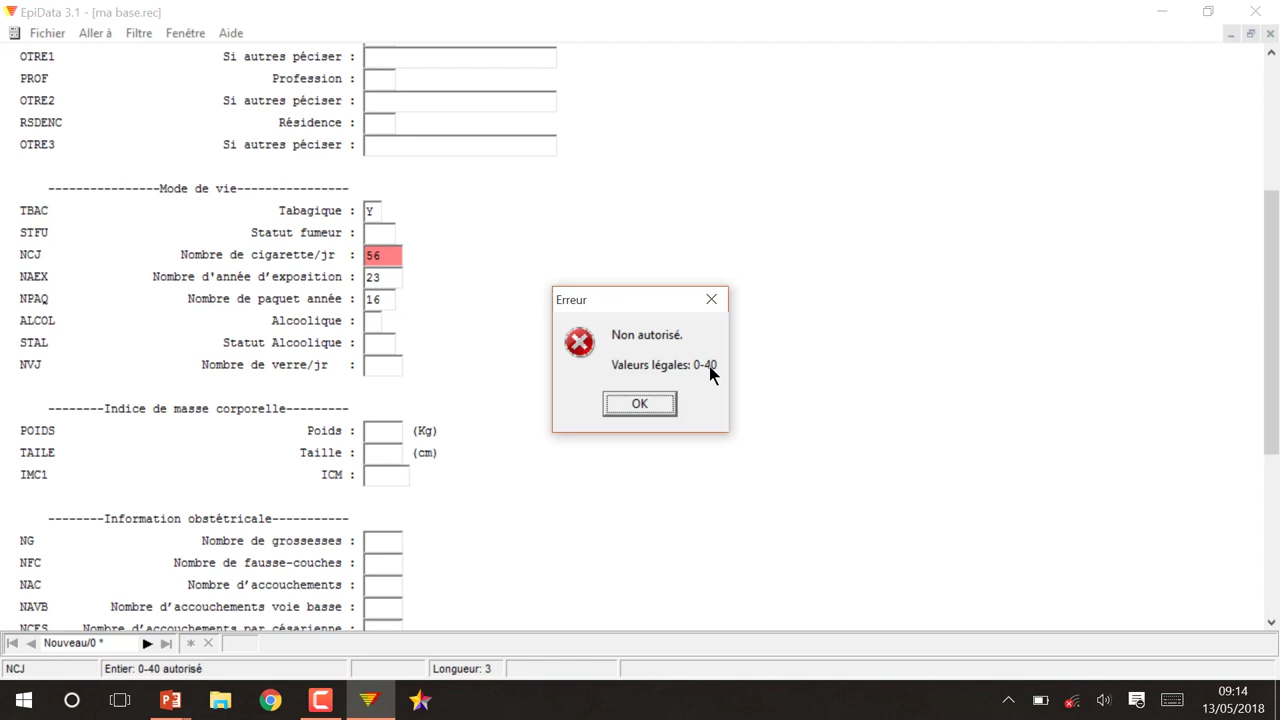 EpiData 3.1 - [ma base.rec]
Fichier Aller à Filtre Fenêtre Aide
OTRE1 Si autres péciser :
PROF Profession :
OTRE2 Si autres péciser :
RSDENC Résidence :
OTRE3 Si autres péciser :
----------------Mode de vie----------------
TBAC Tabagique : Y
STFU Statut fumeur :
NCJ Nombre de cigarette/jr : 56
NAEX Nombre d'année d'exposition : 23
NPAQ Nombre de paquet année : 16
ALCOL Alcoolique :
STAL Statut Alcoolique :
NVJ Nombre de verre/jr :
--------Indice de masse corporelle---------
POIDS Poids : (Kg)
TAILE Taille : (cm)
IMC1 ICM :
--------Information obstétricale-----------
NG Nombre de grossesses :
NFC Nombre de fausse-couches :
NAC Nombre d'accouchements :
NAVB Nombre d'accouchements voie basse :
NCES Nombre d'accouchements par césarienne :
Erreur
Non autorisé.
Valeurs légales: 0-40
OK
Nouveau/0 *
NCJ Entier: 0-40 autorisé Longueur: 3
09:14
13/05/2018